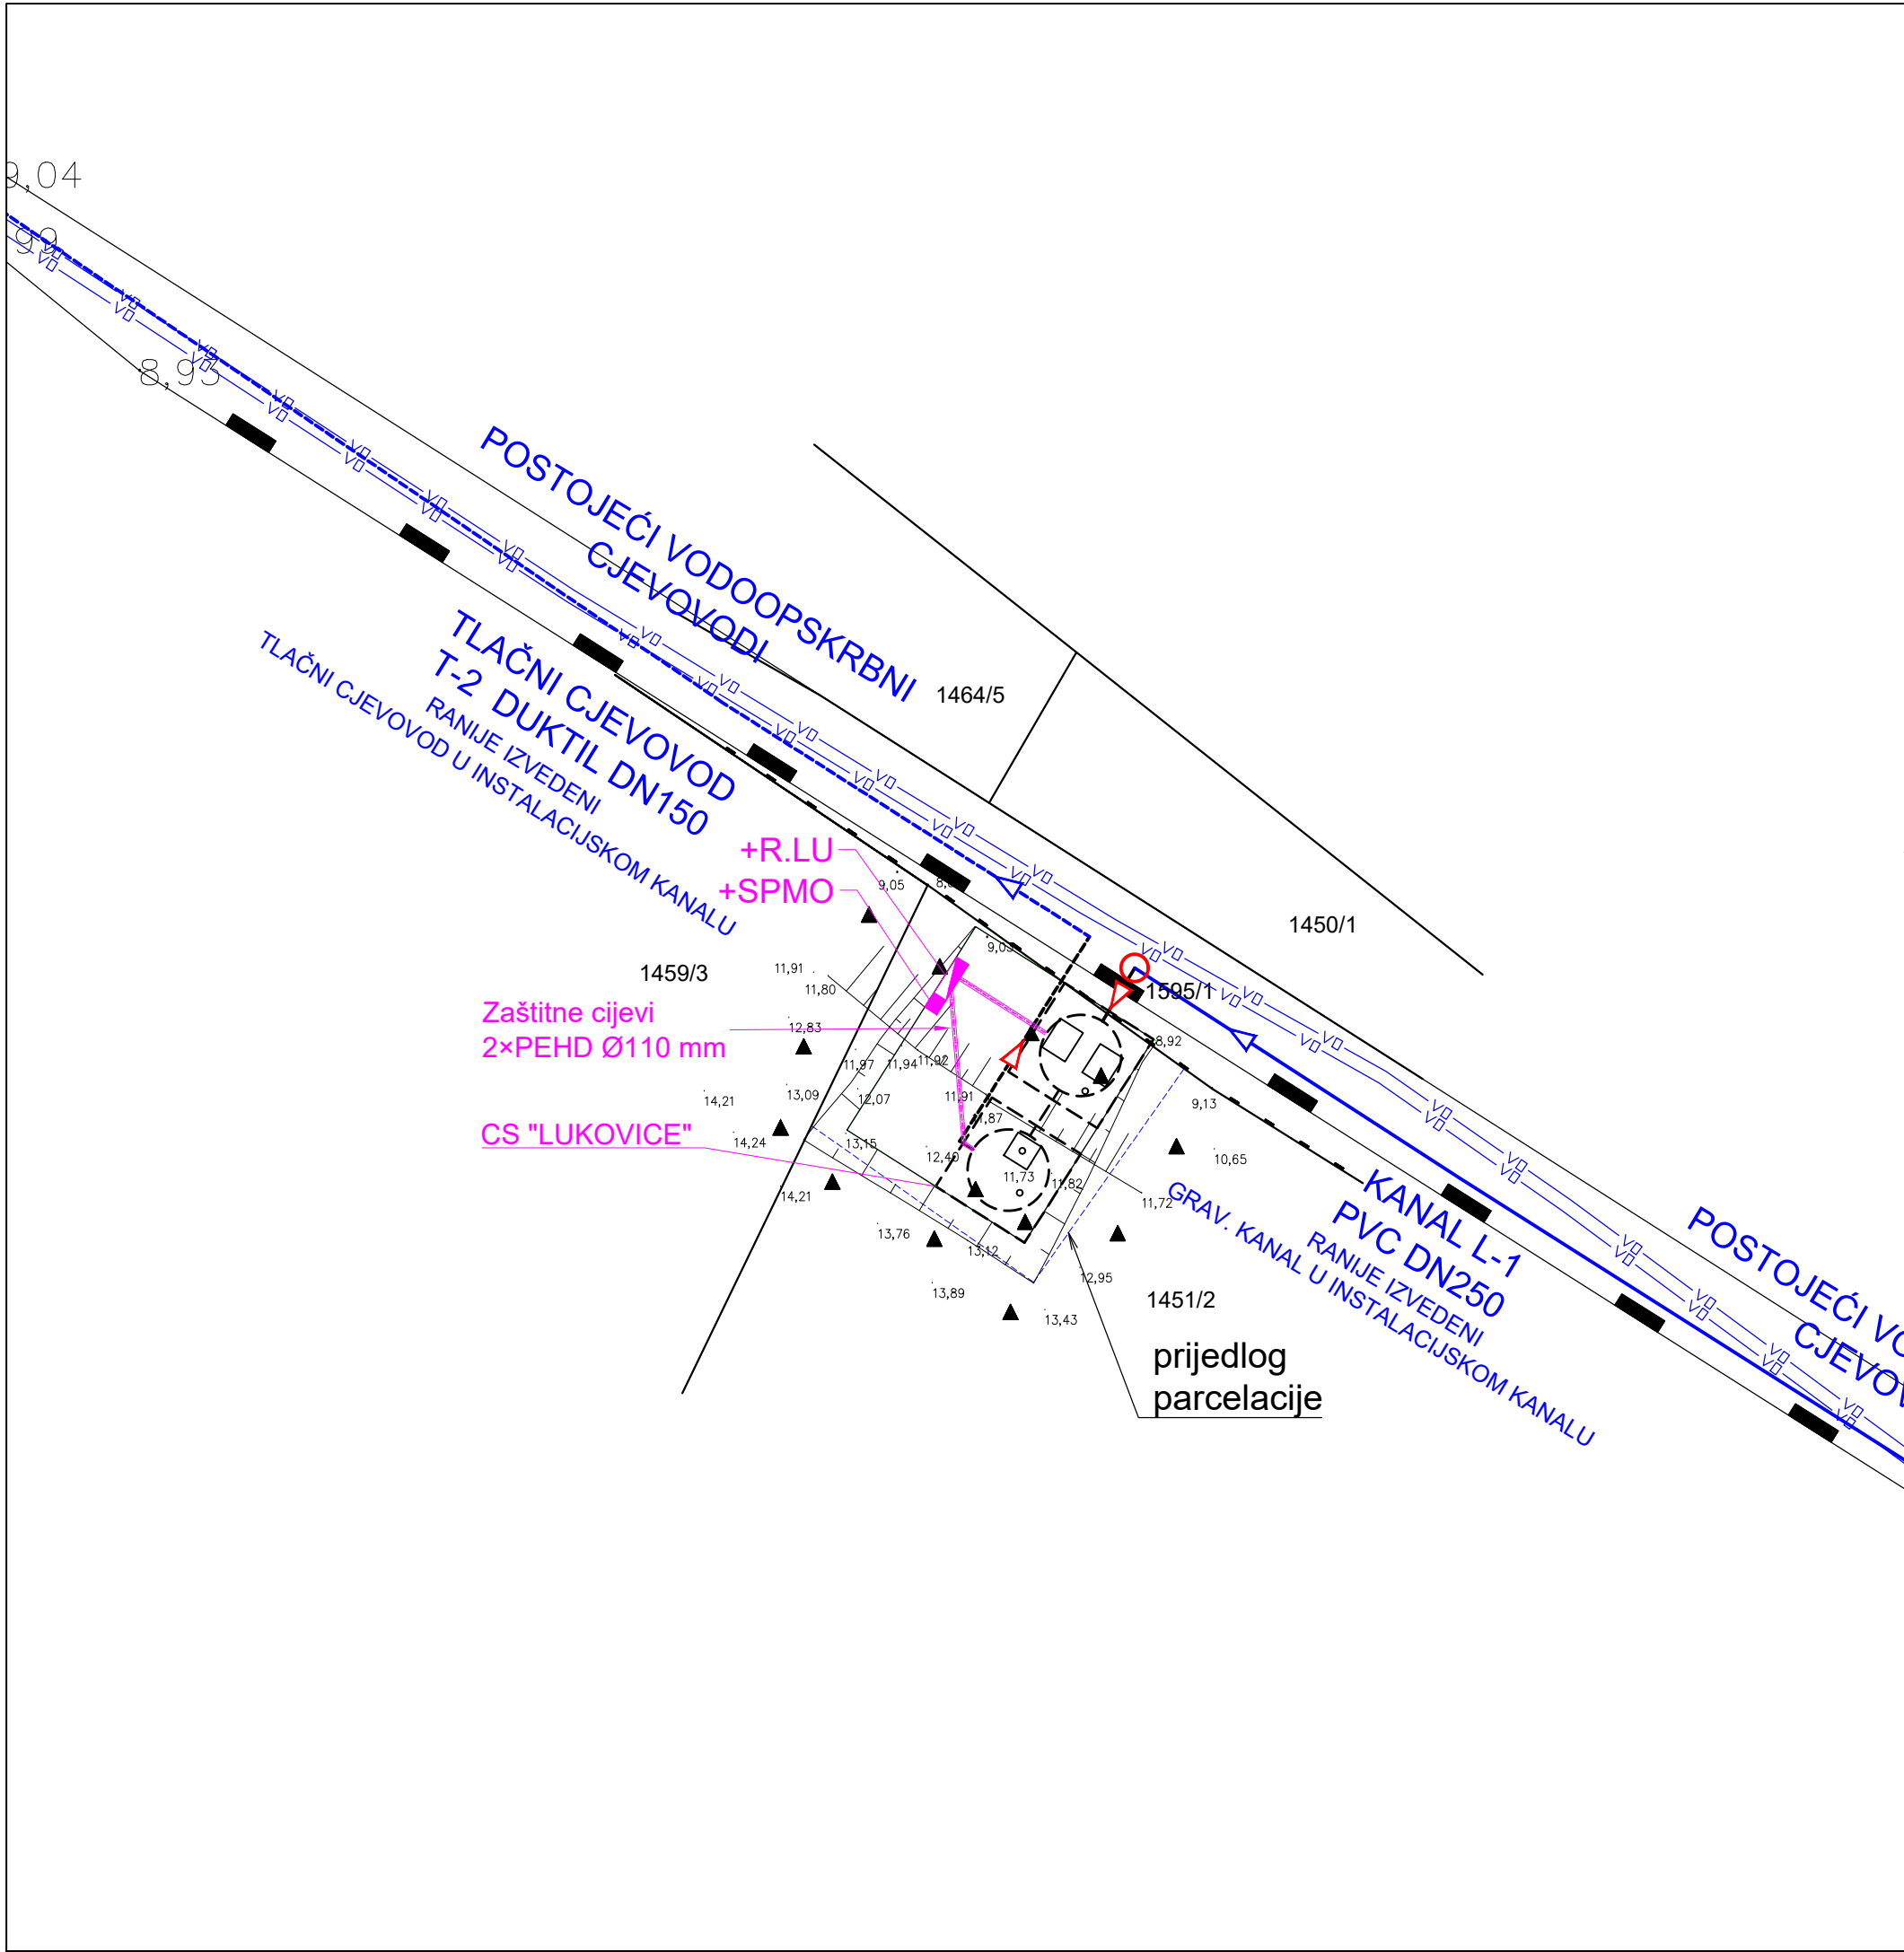 9,04
99
8,93
POSTOJEĆI VODOOPSKRBNI
CJEVOVODI
TLAČNI CJEVOVOD
T-2 DUKTIL DN150
RANIJE IZVEDENI
TLAČNI CJEVOVOD U INSTALACIJSKOM KANALU
1464/5
+R.LU
+SPMO
9,05
9,03
1450/1
1459/3
1595/1
11,91
11,80
Zaštitne cijevi
2×PEHD Ø110 mm
12,83
8,92
11,97
11,94
11,92
11,91
14,21
13,09
12,07
9,13
CS "LUKOVICE"
14,24
13,15
12,40
10,65
11,73
11,82
14,21
11,72
13,76
13,12
12,95
13,89
13,43
1451/2
prijedlog
parcelacije
KANAL L-1
PVC DN250
RANIJE IZVEDENI
GRAV. KANAL U INSTALACIJSKOM KANALU
POSTOJEĆI